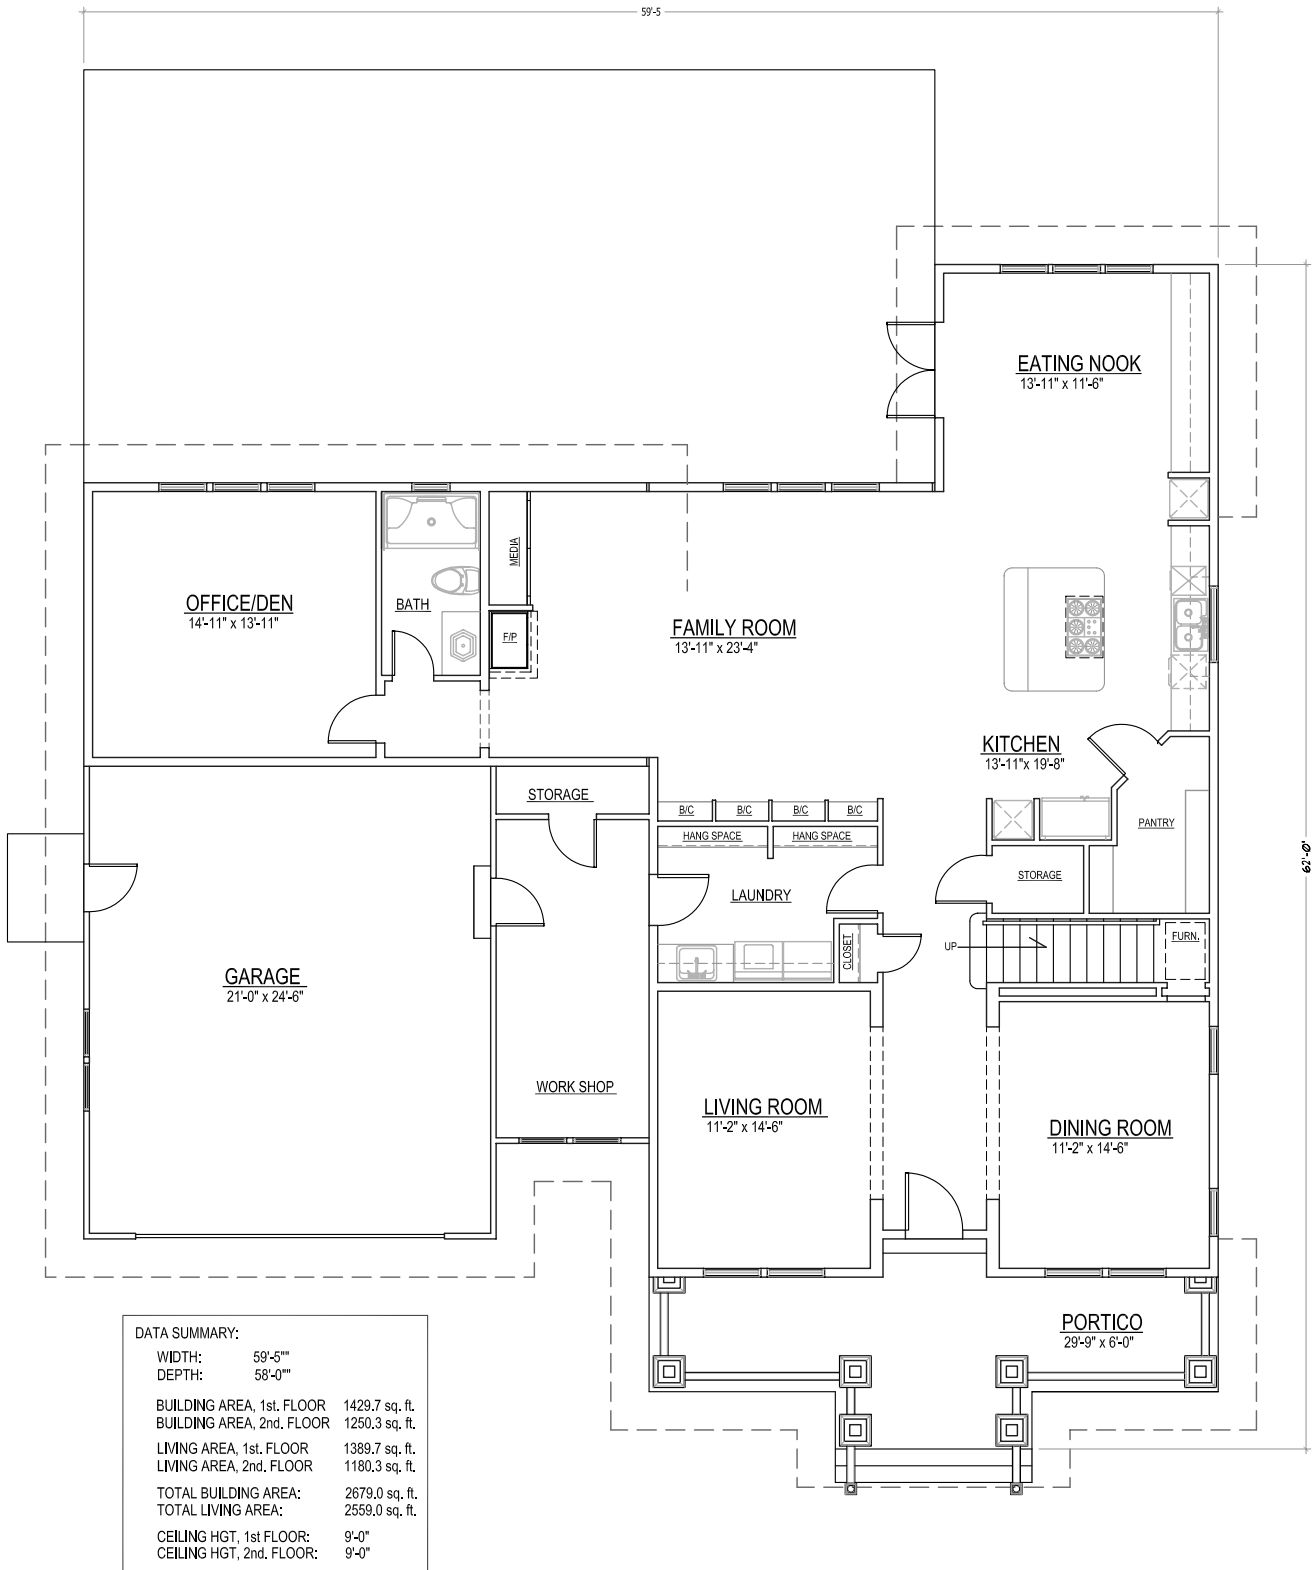 59'-5
EATING NOOK
13'-11" x 11'-6"
MEDIA
OFFICE/DEN
14'-11" x 13'-11"
BATH
F/P
FAMILY ROOM
13'-11" x 23'-4"
KITCHEN
13'-11"x 19'-8"
STORAGE
B/C
B/C
B/C
B/C
PANTRY
HANG SPACE
HANG SPACE
62'-0"
STORAGE
LAUNDRY
UP
FURN.
CLOSET
GARAGE
21'-0" x 24'-6"
WORK SHOP
LIVING ROOM
11'-2" x 14'-6"
DINING ROOM
11'-2" x 14'-6"
PORTICO
29'-9" x 6'-0"
DATA SUMMARY:
WIDTH: 59'-5""
DEPTH: 58'-0""
BUILDING AREA, 1st. FLOOR 1429.7 sq. ft.
BUILDING AREA, 2nd. FLOOR 1250.3 sq. ft.
LIVING AREA, 1st. FLOOR 1389.7 sq. ft.
LIVING AREA, 2nd. FLOOR 1180.3 sq. ft.
TOTAL BUILDING AREA: 2679.0 sq. ft.
TOTAL LIVING AREA: 2559.0 sq. ft.
CEILING HGT, 1st FLOOR: 9'-0"
CEILING HGT, 2nd. FLOOR: 9'-0"